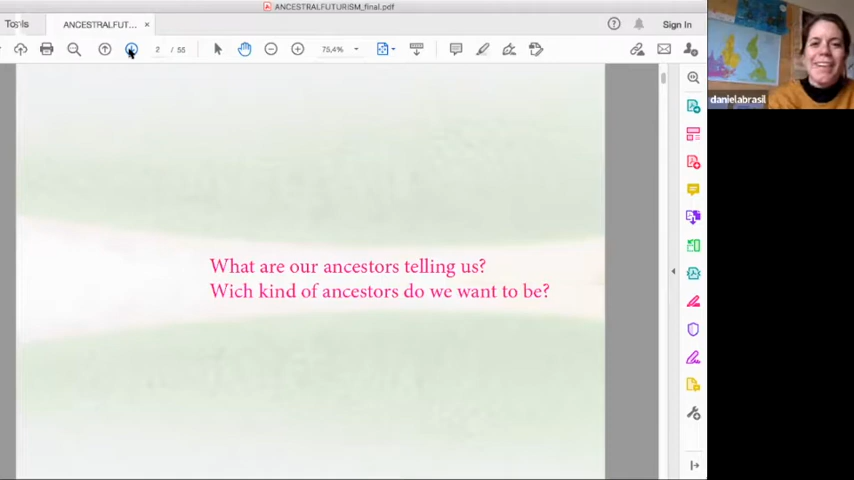 ANCESTRALFUTURISM_final.pdf
Tools
ANCESTRALFUT... ×
Sign In
2 / 55
75,4%
danielabrasil
What are our ancestors telling us?
Wich kind of ancestors do we want to be?